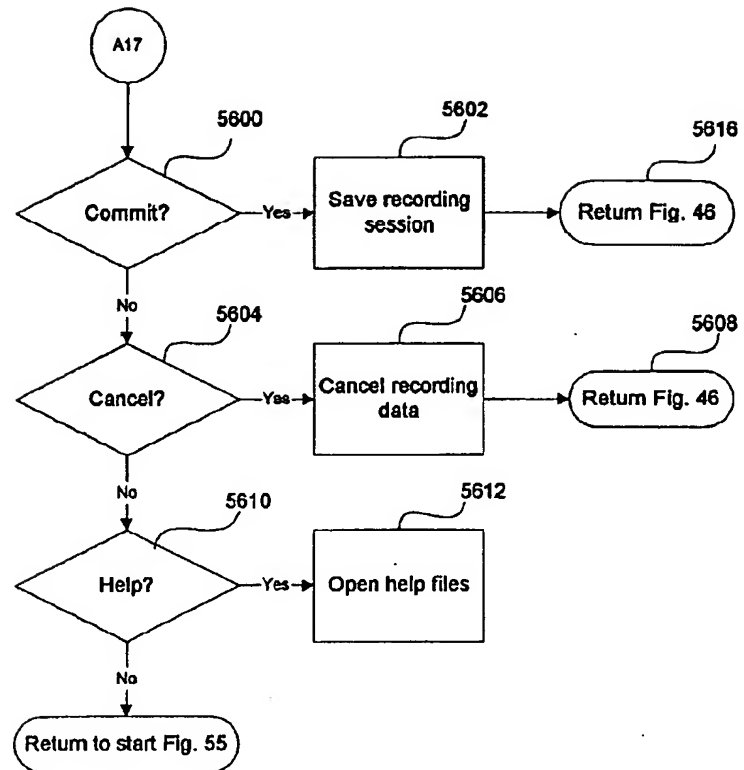 A17
5600
Commit?
Yes
5602
Save recording
session
5616
Return Fig. 46
No
5604
Cancel?
Yes
5606
Cancel recording
data
5608
Return Fig. 46
No
5610
Help?
Yes
5612
Open help files
No
Return to start Fig. 55